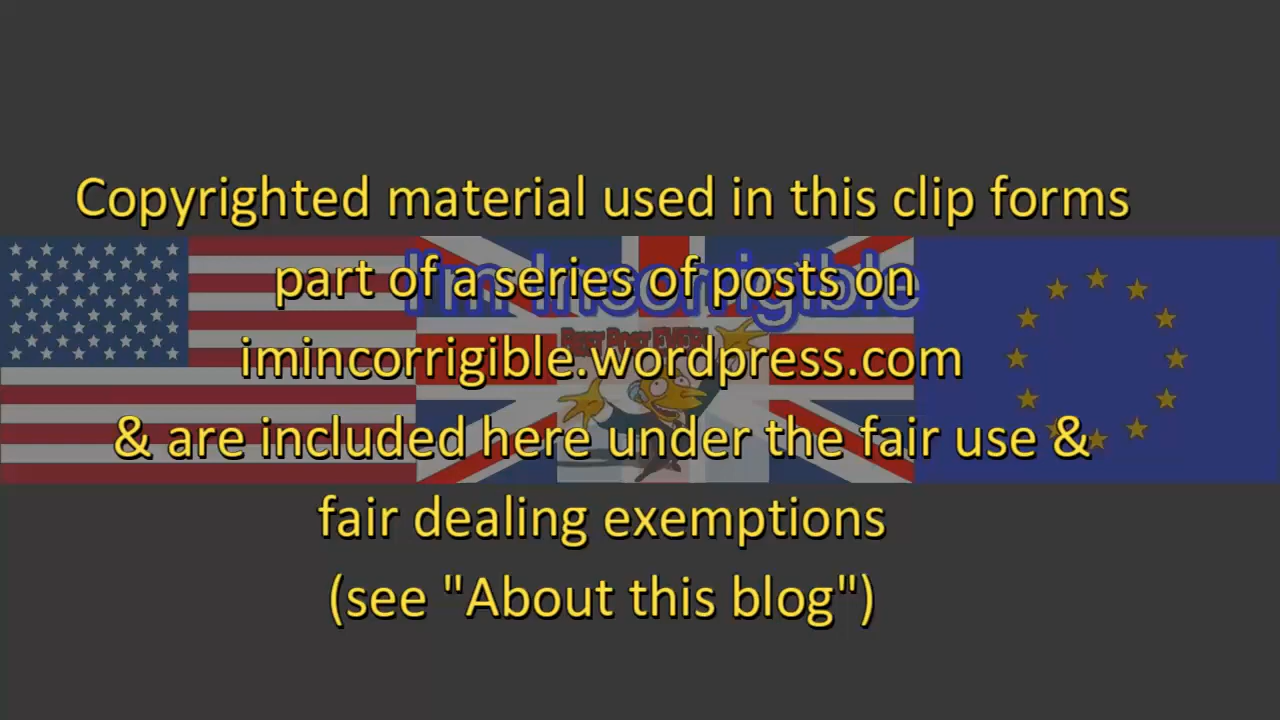 Copyrighted material used in this clip forms
part of a series of posts on
I'm Incorrigible
imincorrigible.wordpress.com
& are included here under the fair use &
fair dealing exemptions
(see "About this blog")